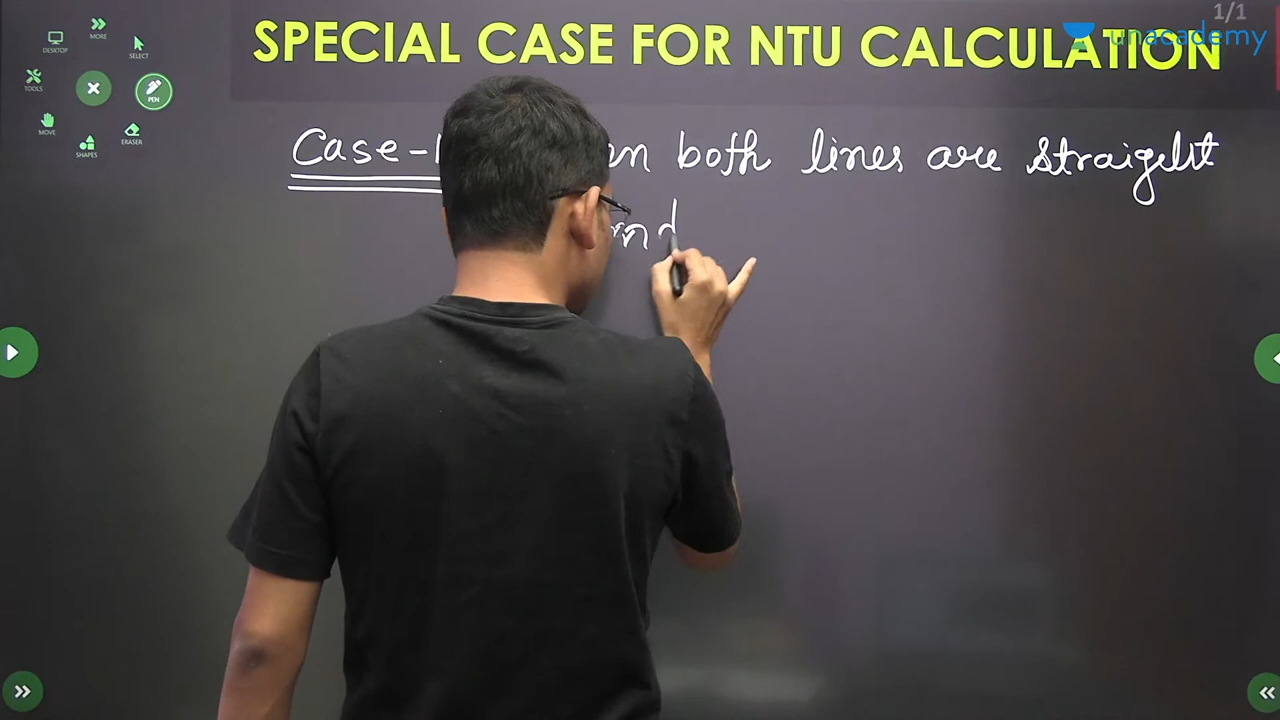 1/1
SPECIAL CASE FOR NTU CALCULATION
unacademy
DESKTOP
MORE
SELECT
TOOLS
PEN
MOVE
SHAPES
ERASER
Case- both lines are straight
and